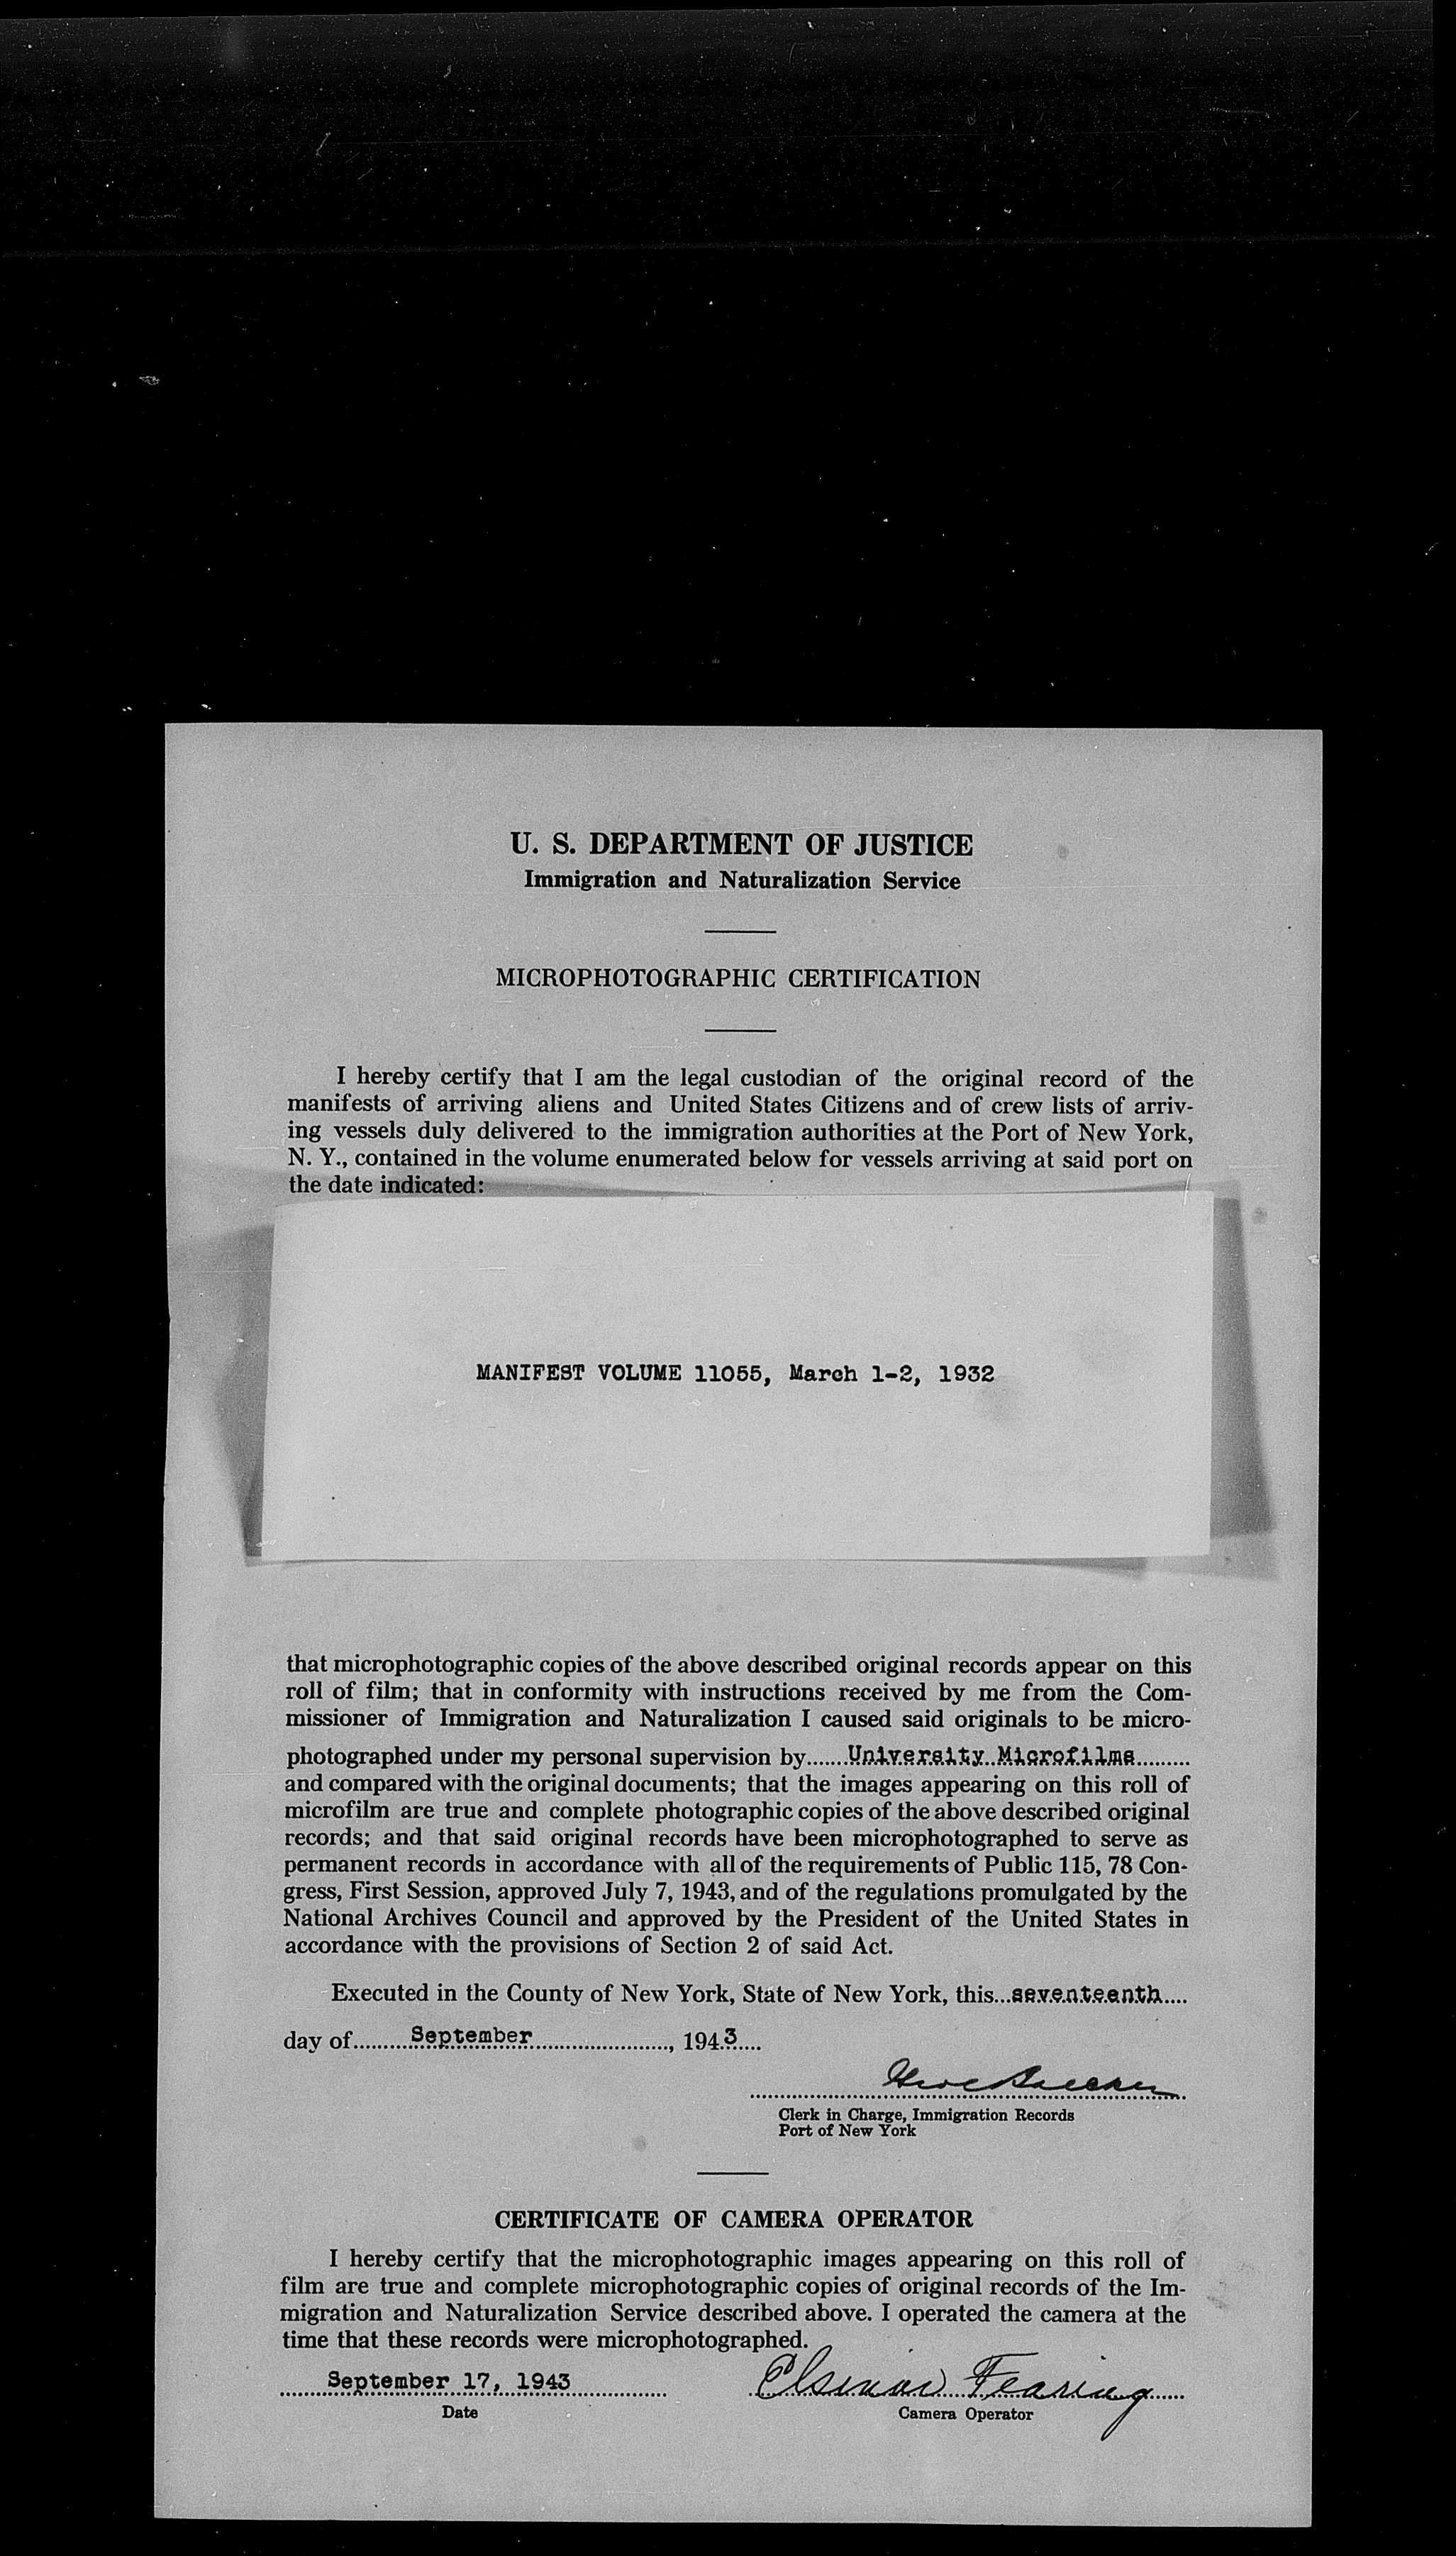 U. S. DEPARTMENT OF JUSTICE
Immigration and Naturalization Service
MICROPHOTOGRAPHIC CERTIFICATION
I hereby certify that I am the legal custodian of the original record of the
manifests of arriving aliens and United States Citizens and of crew lists of arriv-
ing vessels duly delivered to the immigration authorities at the Port of New York,
N. Y., contained in the volume enumerated below for vessels arriving at said port on
the date indicated:
MANIFEST VOLUME 11055, March 1-2, 1932
that microphotographic copies of the above described original records appear on this
roll of film; that in conformity with instructions received by me from the Com-
missioner of Immigration and Naturalization I caused said originals to be micro-
photographed under my personal supervision by......University Microfilms.........
and compared with the original documents; that the images appearing on this roll of
microfilm are true and complete photographic copies of the above described original
records; and that said original records have been microphotographed to serve as
permanent records in accordance with all of the requirements of Public 115, 78 Con-
gress, First Session, approved July 7, 1943, and of the regulations promulgated by the
National Archives Council and approved by the President of the United States in
accordance with the provisions of Section 2 of said Act.
Executed in the County of New York, State of New York, this...seventeenth....
day of..........September......................., 1943....
Clerk in Charge, Immigration Records
Port of New York
CERTIFICATE OF CAMERA OPERATOR
I hereby certify that the microphotographic images appearing on this roll of
film are true and complete microphotographic copies of original records of the Im-
migration and Naturalization Service described above. I operated the camera at the
time that these records were microphotographed.
September 17, 1943 Elsinor Fearing
Date Camera Operator